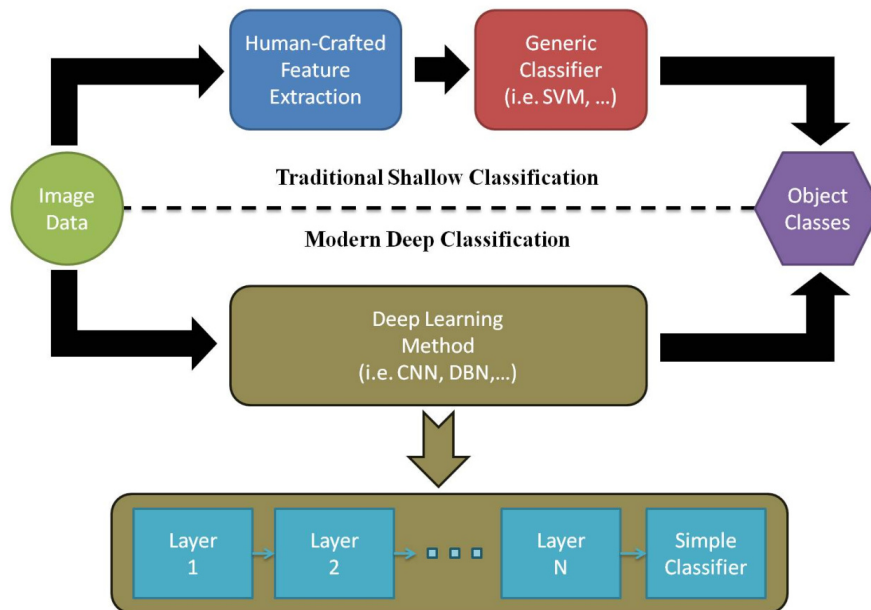 Human-Crafted
Feature
Extraction
Generic
Classifier
(i.e. SVM, ...)
Image
Data
Traditional Shallow Classification
Modern Deep Classification
Object
Classes
Deep Learning
Method
(i.e. CNN, DBN,...)
Layer
1
Layer
2
Layer
N
Simple
Classifier